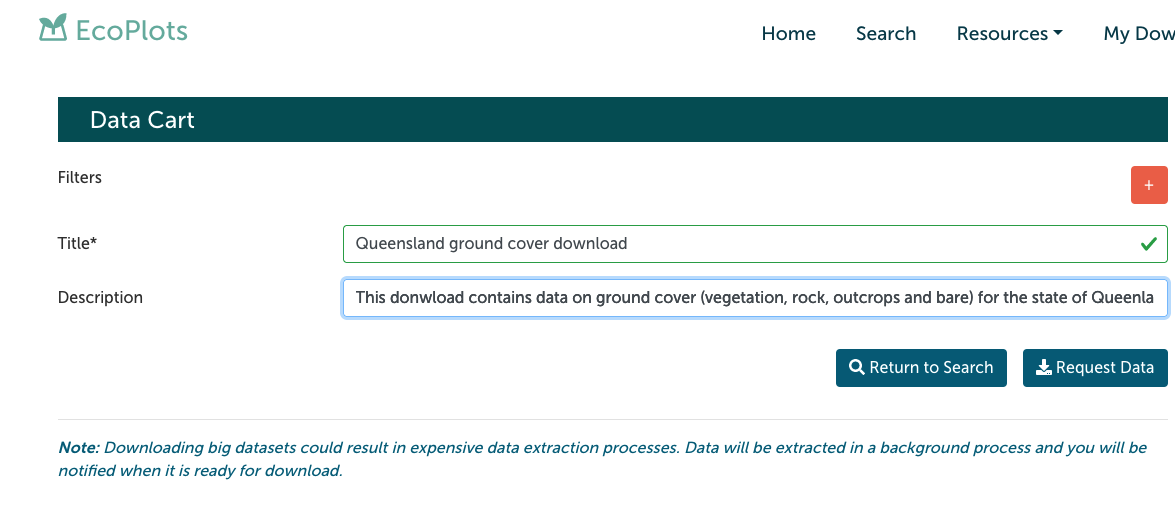 EcoPlots
Home Search Resources My Dow
Data Cart
Filters
+
Title* Queensland ground cover download
Description This donwload contains data on ground cover (vegetation, rock, outcrops and bare) for the state of Queenla
Return to Search Request Data
Note: Downloading big datasets could result in expensive data extraction processes. Data will be extracted in a background process and you will be
notified when it is ready for download.